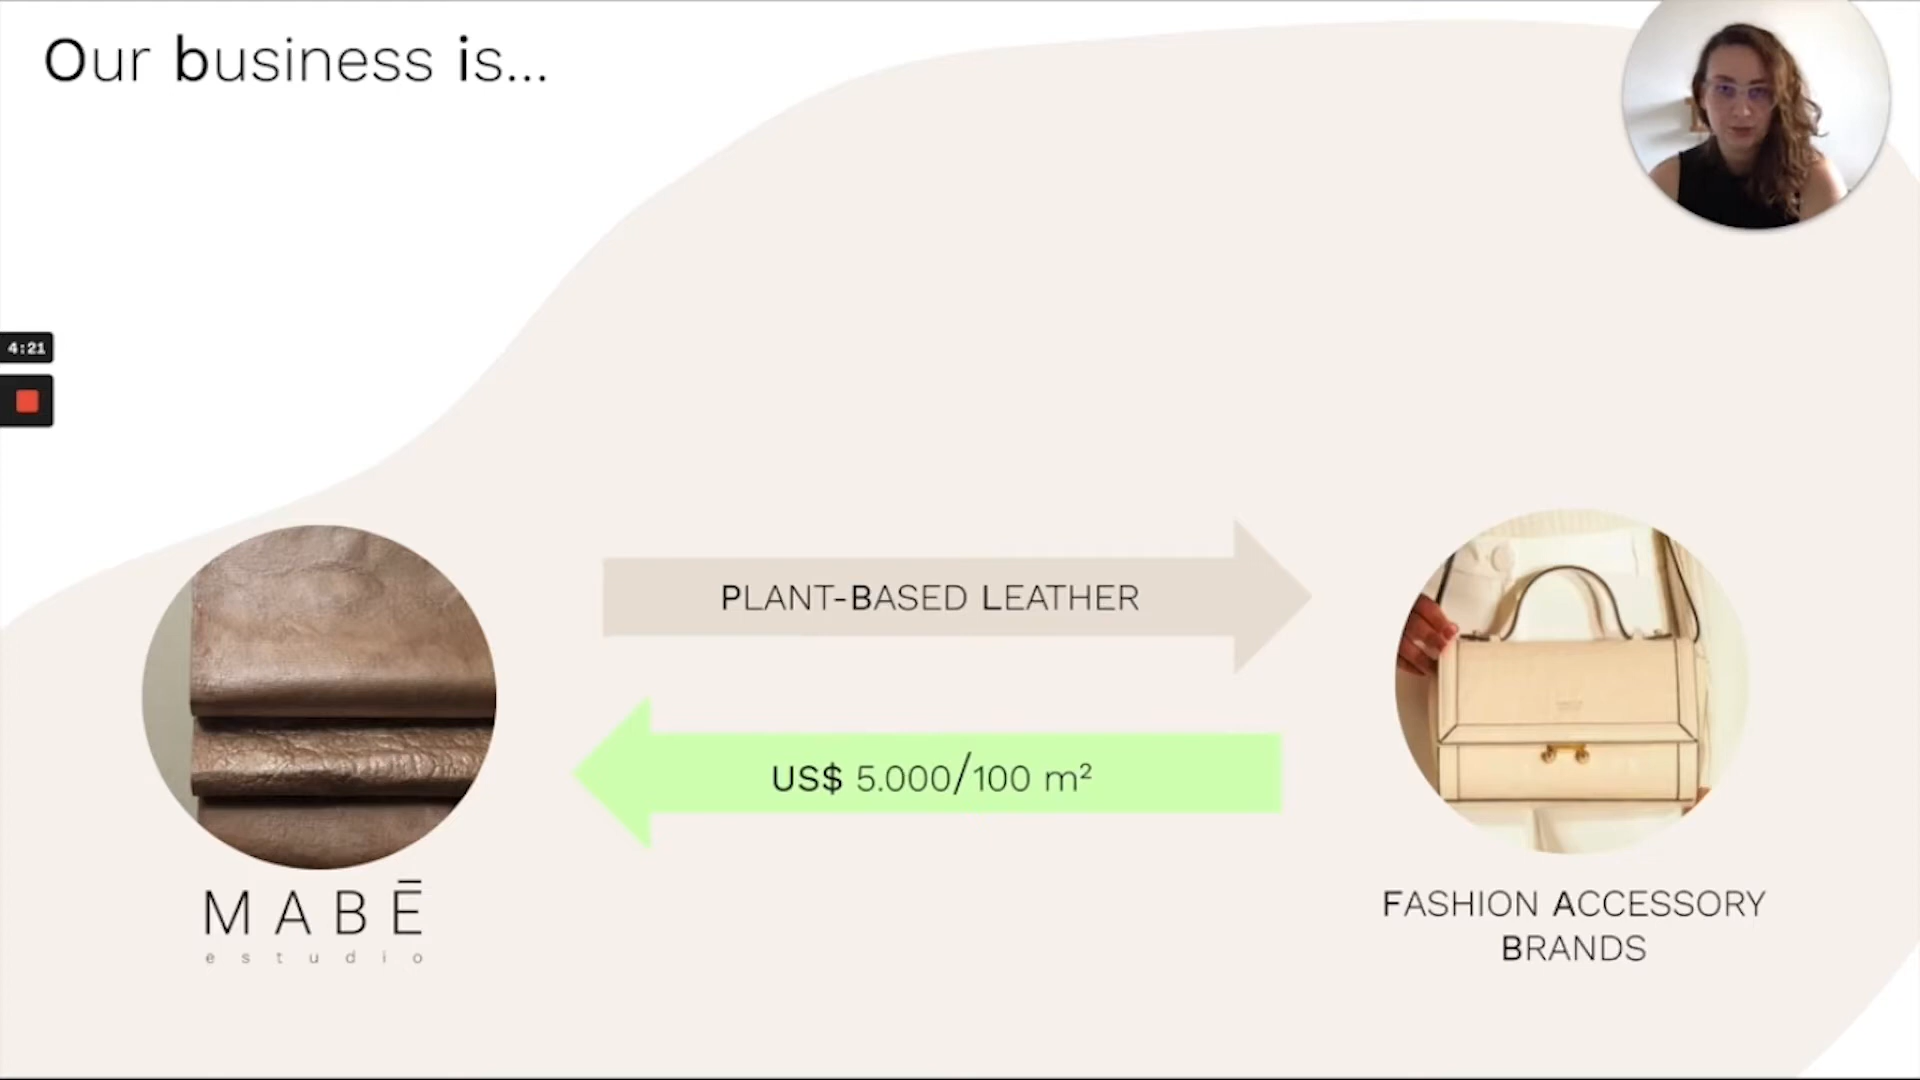 Our business is...
4:21
PLANT-BASED LEATHER
US$ 5.000/100 m²
MABĒ
estudio
FASHION ACCESSORY
BRANDS